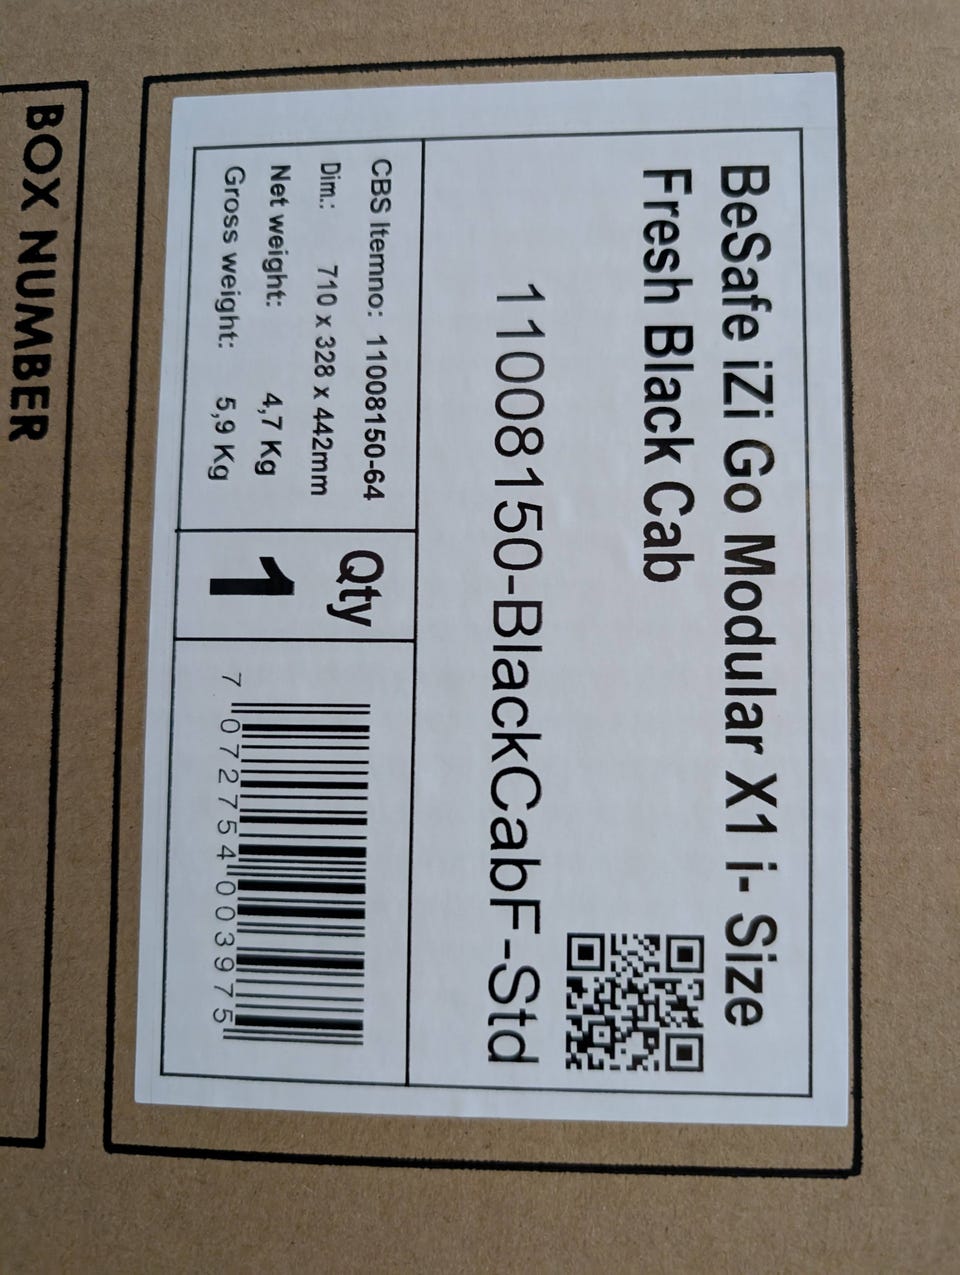 BeSafe iZi Go Modular X1 i- Size
Fresh Black Cab
11008150-BlackCabF-Std
CBS Itemno: 11008150-64
Dim.: 710 x 328 x 442mm
Net weight: 4,7 Kg
Gross weight: 5,9 Kg
Qty
1
7 072754 003975
BOX NUMBER